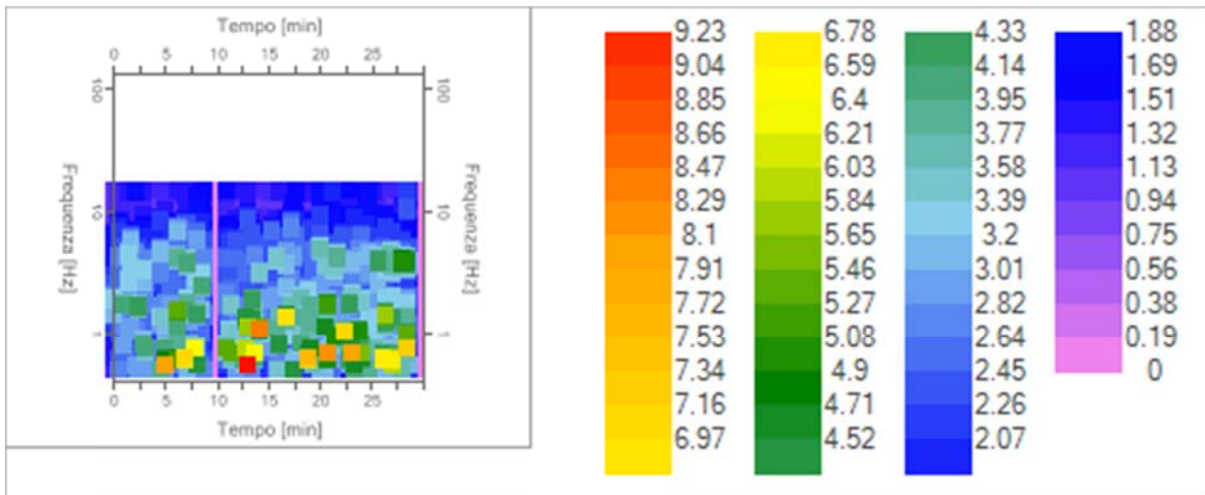 Tempo [min]
0 5 10 15 20 25
100 100
Frequenza [Hz] Frequenza [Hz]
10 10
1 1
0 5 10 15 20 25
Tempo [min]
9.23 6.78 4.33 1.88
9.04 6.59 4.14 1.69
8.85 6.4 3.95 1.51
8.66 6.21 3.77 1.32
8.47 6.03 3.58 1.13
8.29 5.84 3.39 0.94
8.1 5.65 3.2 0.75
7.91 5.46 3.01 0.56
7.72 5.27 2.82 0.38
7.53 5.08 2.64 0.19
7.34 4.9 2.45 0
7.16 4.71 2.26
6.97 4.52 2.07